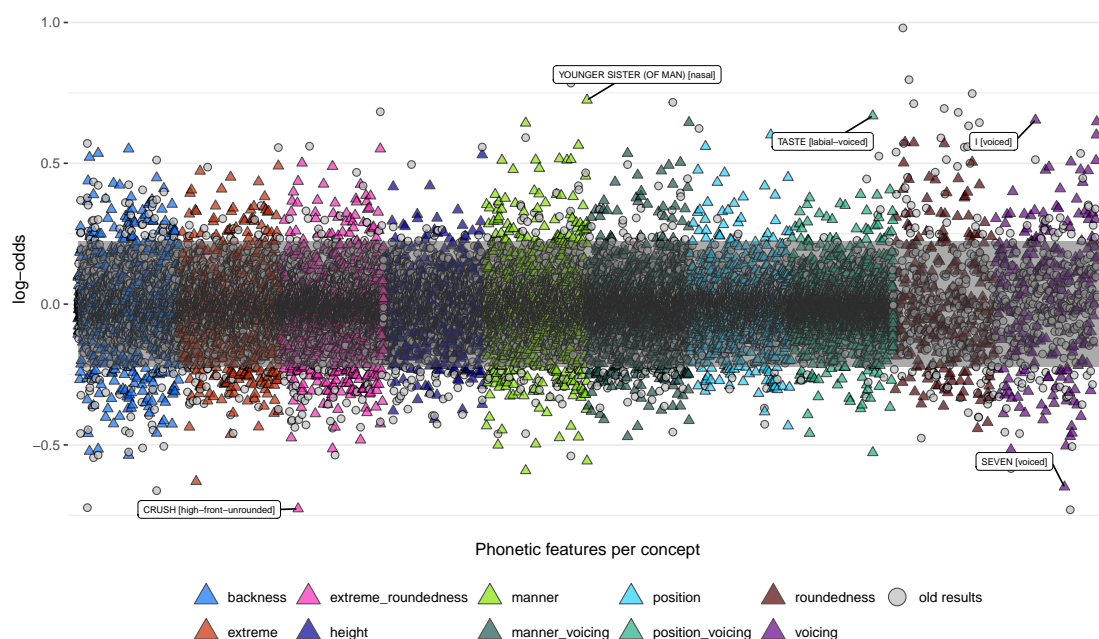 1.0
YOUNGER SISTER (OF MAN) [nasal]
TASTE [labial−voiced]
I [voiced]
0.5
log−odds
0.0
−0.5
SEVEN [voiced]
CRUSH [high−front−unrounded]
Phonetic features per concept
backness extreme_roundedness manner position roundedness old results
extreme height manner_voicing position_voicing voicing